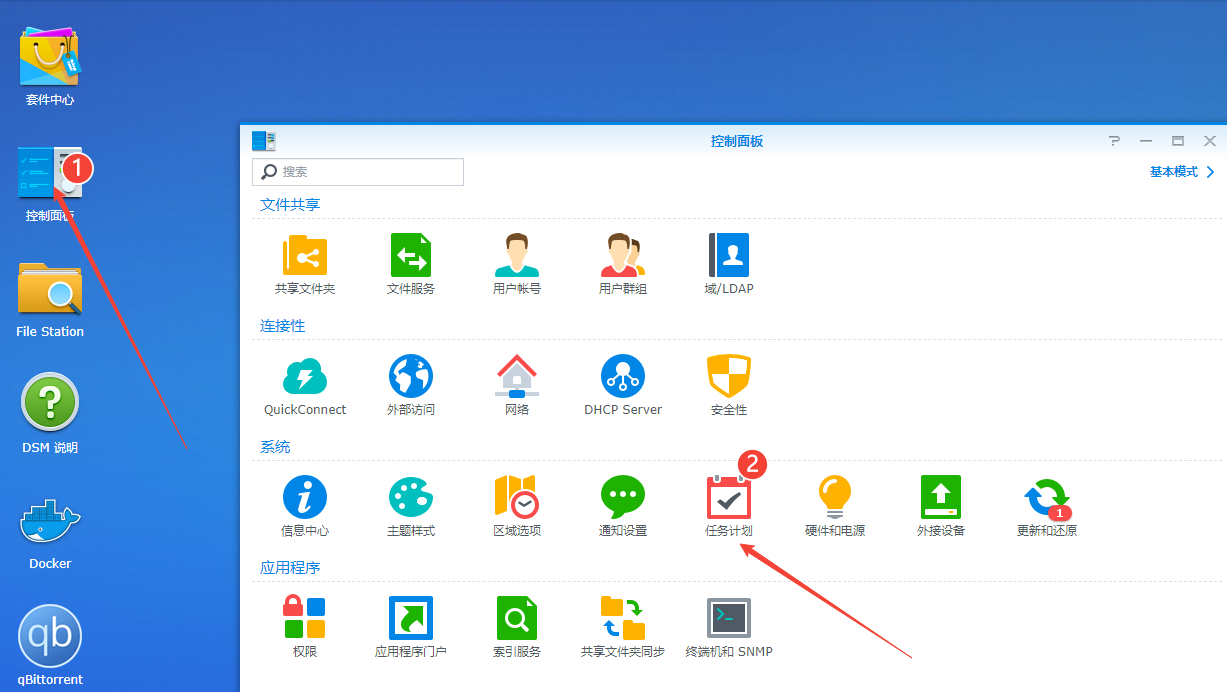 套件中心
1
控制面板
File Station
DSM 说明
Docker
qb
qBittorrent
控制面板
搜索
基本模式
文件共享
共享文件夹
文件服务
用户帐号
用户群组
域/LDAP
连接性
QuickConnect
外部访问
网络
DHCP Server
安全性
系统
2
1
信息中心
主题样式
区域选项
通知设置
任务计划
硬件和电源
外接设备
更新和还原
应用程序
权限
应用程序门户
索引服务
共享文件夹同步
终端机和 SNMP